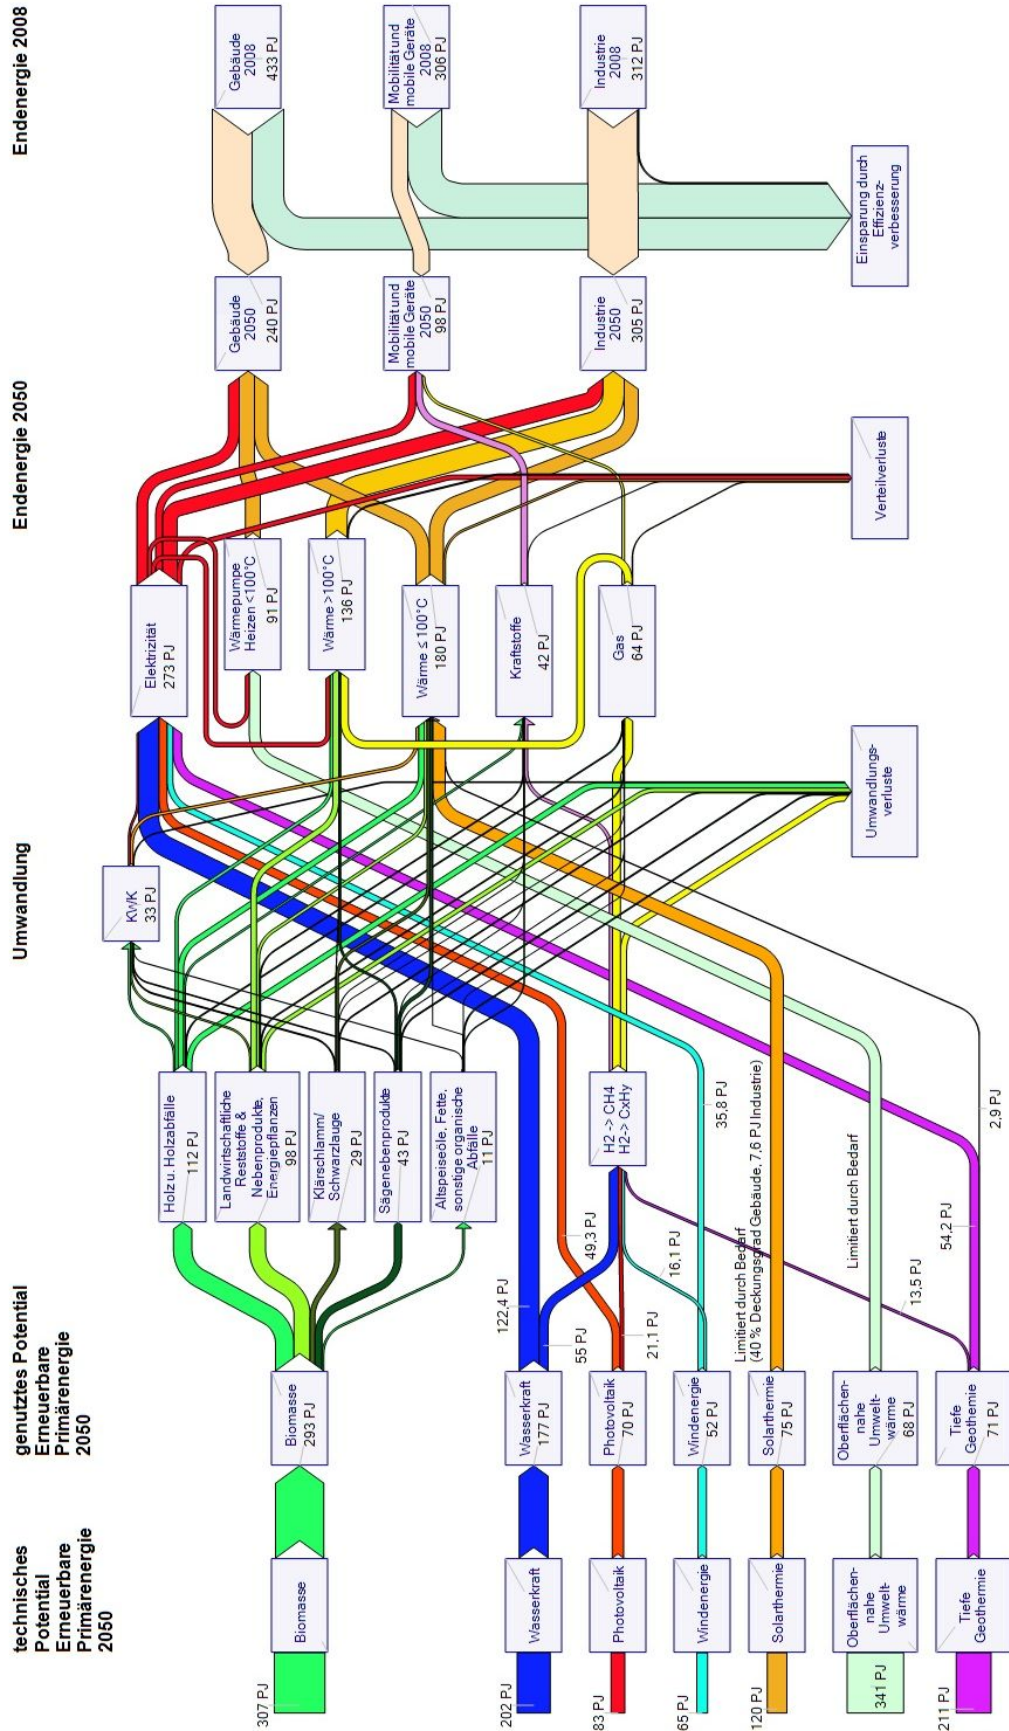 technisches
Potential
Erneuerbare
Primärenergie
2050
genutztes Potential
Erneuerbare
Primärenergie
2050
Umwandlung
Endenergie 2050
Endenergie 2008
307 PJ
Biomasse
Biomasse
293 PJ
202 PJ
Wasserkraft
Wasserkraft
177 PJ
83 PJ
Photovoltaik
Photovoltaik
70 PJ
65 PJ
Windenergie
Windenergie
52 PJ
120 PJ
Solarthermie
Solarthermie
75 PJ
341 PJ
Oberflächen-
nahe
Umwelt-
wärme
Oberflächen-
nahe
Umwelt-
wärme
68 PJ
211 PJ
Tiefe
Geothermie
Tiefe
Geothemie
71 PJ
Holz u. Holzabfälle
112 PJ
Landwirtschaftliche
Reststoffe &
Nebenprodukte,
Energiepflanzen
98 PJ
Klärschlamm/
Schwarzlauge
29 PJ
Sägenebenprodukte
43 PJ
Altspeiseöle, Fette,
sonstige organische
Abfälle
11 PJ
122,4 PJ
55 PJ
49,3 PJ
21,1 PJ
16,1 PJ
35,8 PJ
Limitiert durch Bedarf
(40 % Deckungsgrad Gebäude, 7,6 PJ Industrie)
Limitiert durch Bedarf
13,5 PJ
54,2 PJ
2,9 PJ
H2 -> CH4
H2-> CxHy
KWK
33 PJ
Elektrizität
273 PJ
Wärmepumpe
Heizen <100°C
91 PJ
Wärme >100°C
136 PJ
Wärme ≤ 100°C
180 PJ
Kraftstoffe
42 PJ
Gas
64 PJ
Umwandlungs-
verluste
Verteilverluste
Gebäude
2050
240 PJ
Mobilität und
mobile Geräte
2050
98 PJ
Industrie
2050
305 PJ
Gebäude
2008
433 PJ
Mobilität und
mobile Geräte
2008
306 PJ
Industrie
2008
312 PJ
Einsparung durch
Effizienz-
verbesserung